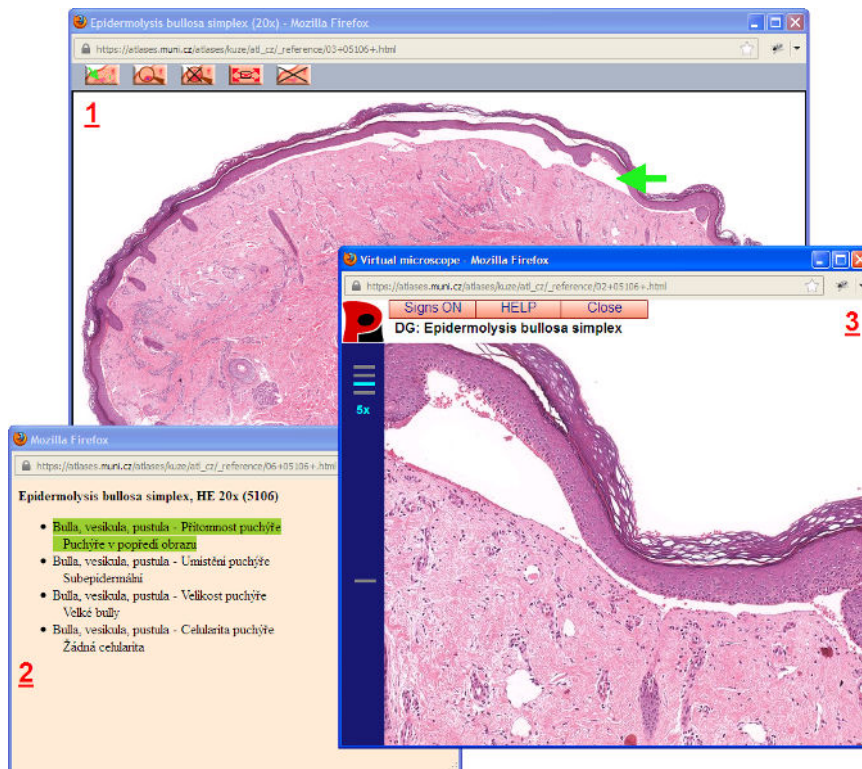 Epidermolysis bullosa simplex (20x) - Mozilla Firefox
https://atlases.muni.cz/atlases/kuze/atl_cz/_reference/03+05106+.html
1
Virtual microscope - Mozilla Firefox
https://atlases.muni.cz/atlases/kuze/atl_cz/_reference/02+05106+.html
Signs ON HELP Close
DG: Epidermolysis bullosa simplex
3
5x
Mozilla Firefox
https://atlases.muni.cz/atlases/kuze/atl_cz/_reference/06+05106+.html
Epidermolysis bullosa simplex, HE 20x (5106)
Bulla, vesikula, pustula - Přítomnost puchýře
Puchýře v popředí obrazu
Bulla, vesikula, pustula - Umístění puchýře
Subepidermální
Bulla, vesikula, pustula - Velikost puchýře
Velké bully
Bulla, vesikula, pustula - Celularita puchýře
Žádná celularita
2